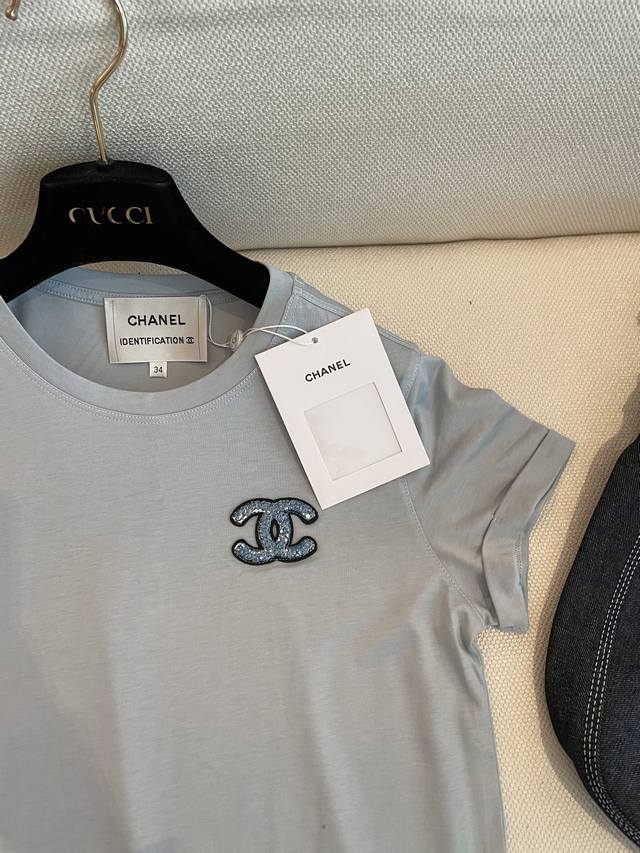 GUCCI
CHANEL
IDENTIFICATION
34
CHANEL